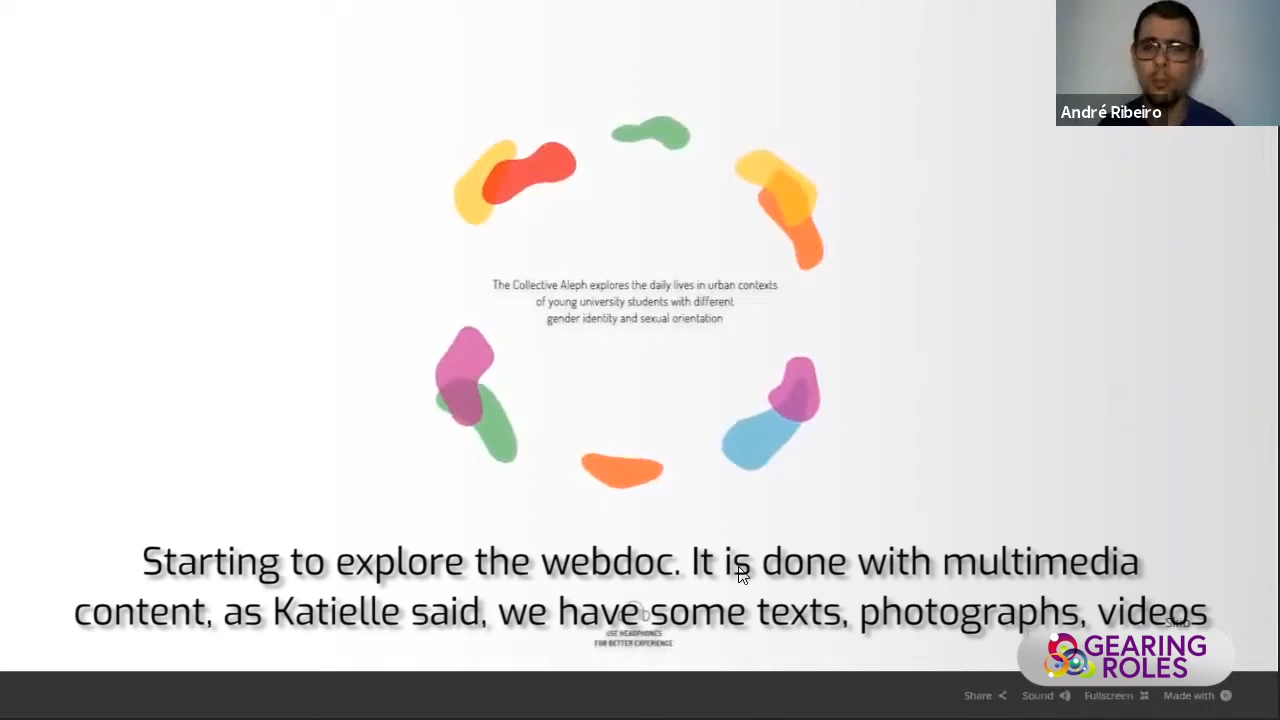 André Ribeiro
The Collective Aleph explores the daily lives in urban contexts
of young university students with different
gender identity and sexual orientation
Starting to explore the webdoc. It is done with multimedia
content, as Katielle said, we have some texts, photographs, videos
USE HEADPHONES
FOR BETTER EXPERIENCE
Skip
GEARING
ROLES
Share Sound Fullscreen Made with